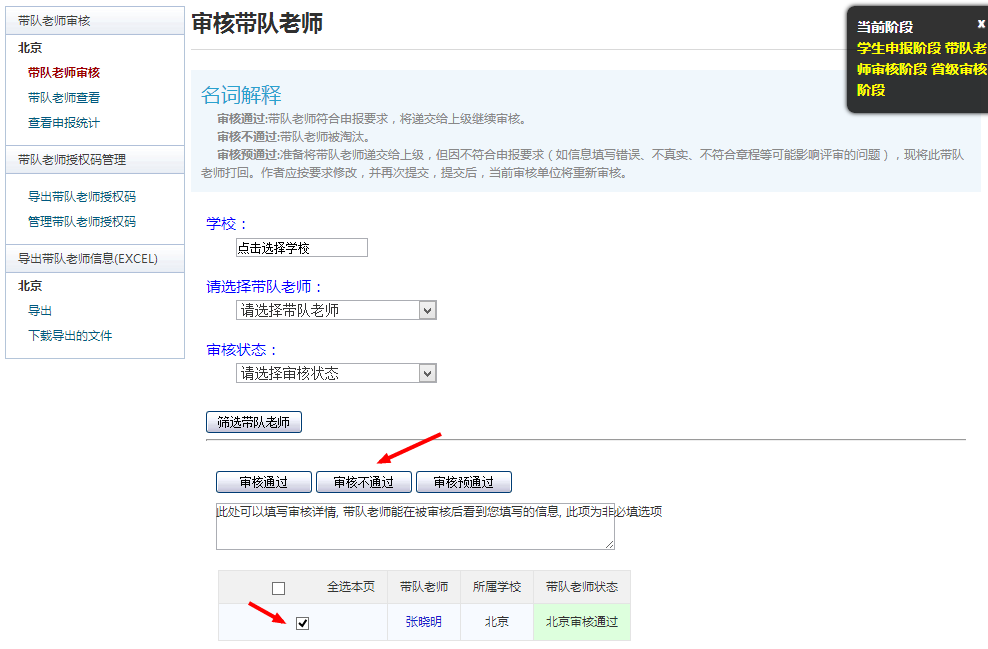 带队老师审核
北京
带队老师审核
带队老师查看
查看申报统计
带队老师授权码管理
导出带队老师授权码
管理带队老师授权码
导出带队老师信息(EXCEL)
北京
导出
下载导出的文件
审核带队老师
当前阶段 x
学生申报阶段 带队老
师审核阶段 省级审核
阶段
名词解释
审核通过:带队老师符合申报要求，将递交给上级继续审核。
审核不通过:带队老师被淘汰。
审核预通过:准备将带队老师递交给上级，但因不符合申报要求（如信息填写错误、不真实、不符合章程等可能影响评审的问题），现将此带队
老师打回。作者应按要求修改，并再次提交，提交后，当前审核单位将重新审核。
学校：
点击选择学校
请选择带队老师：
请选择带队老师
审核状态：
请选择审核状态
筛选带队老师
审核通过 审核不通过 审核预通过
此处可以填写审核详情, 带队老师能在被审核后看到您填写的信息, 此项为非必填选项
全选本页 带队老师 所属学校 带队老师状态
张晓明 北京 北京审核通过